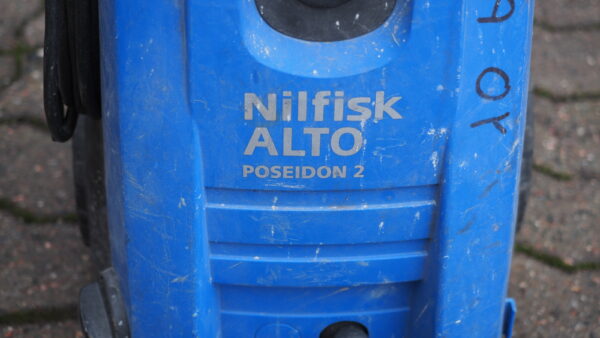 Nilfisk
ALTO
POSEIDON 2